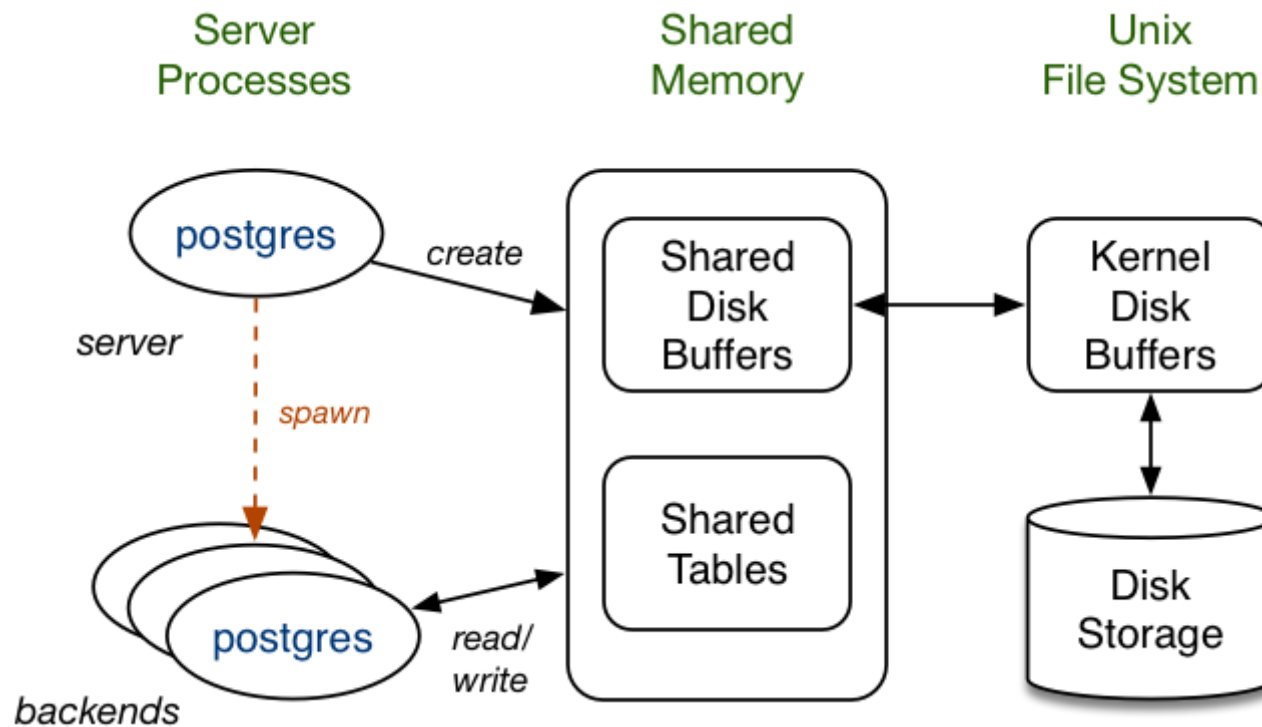 Server
Processes
Shared
Memory
Unix
File System
postgres
create
server
spawn
postgres
backends
read/
write
Shared
Disk
Buffers
Shared
Tables
Kernel
Disk
Buffers
Disk
Storage